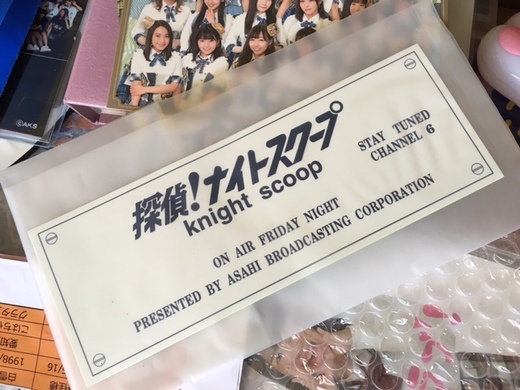 ©AKS
探偵!ナイトスクープ
knight scoop
STAY TUNED
CHANNEL 6
ON AIR FRIDAY NIGHT
PRESENTED BY ASAHI BROADCASTING CORPORATION